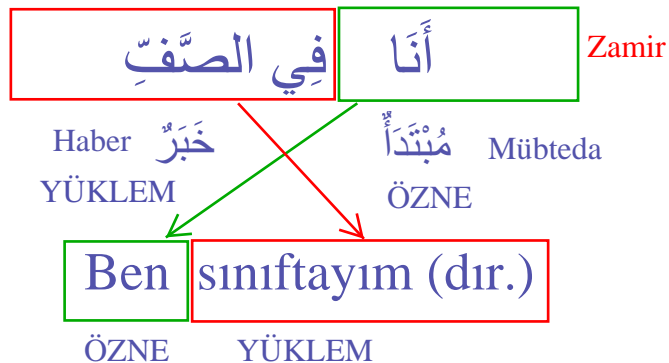 أَنَا فِي الصَّفِّ Zamir
Haber خَبَرٌ مُبْتَدَأٌ Mübteda
YÜKLEM ÖZNE
Ben sınıftayım (dır.)
ÖZNE YÜKLEM